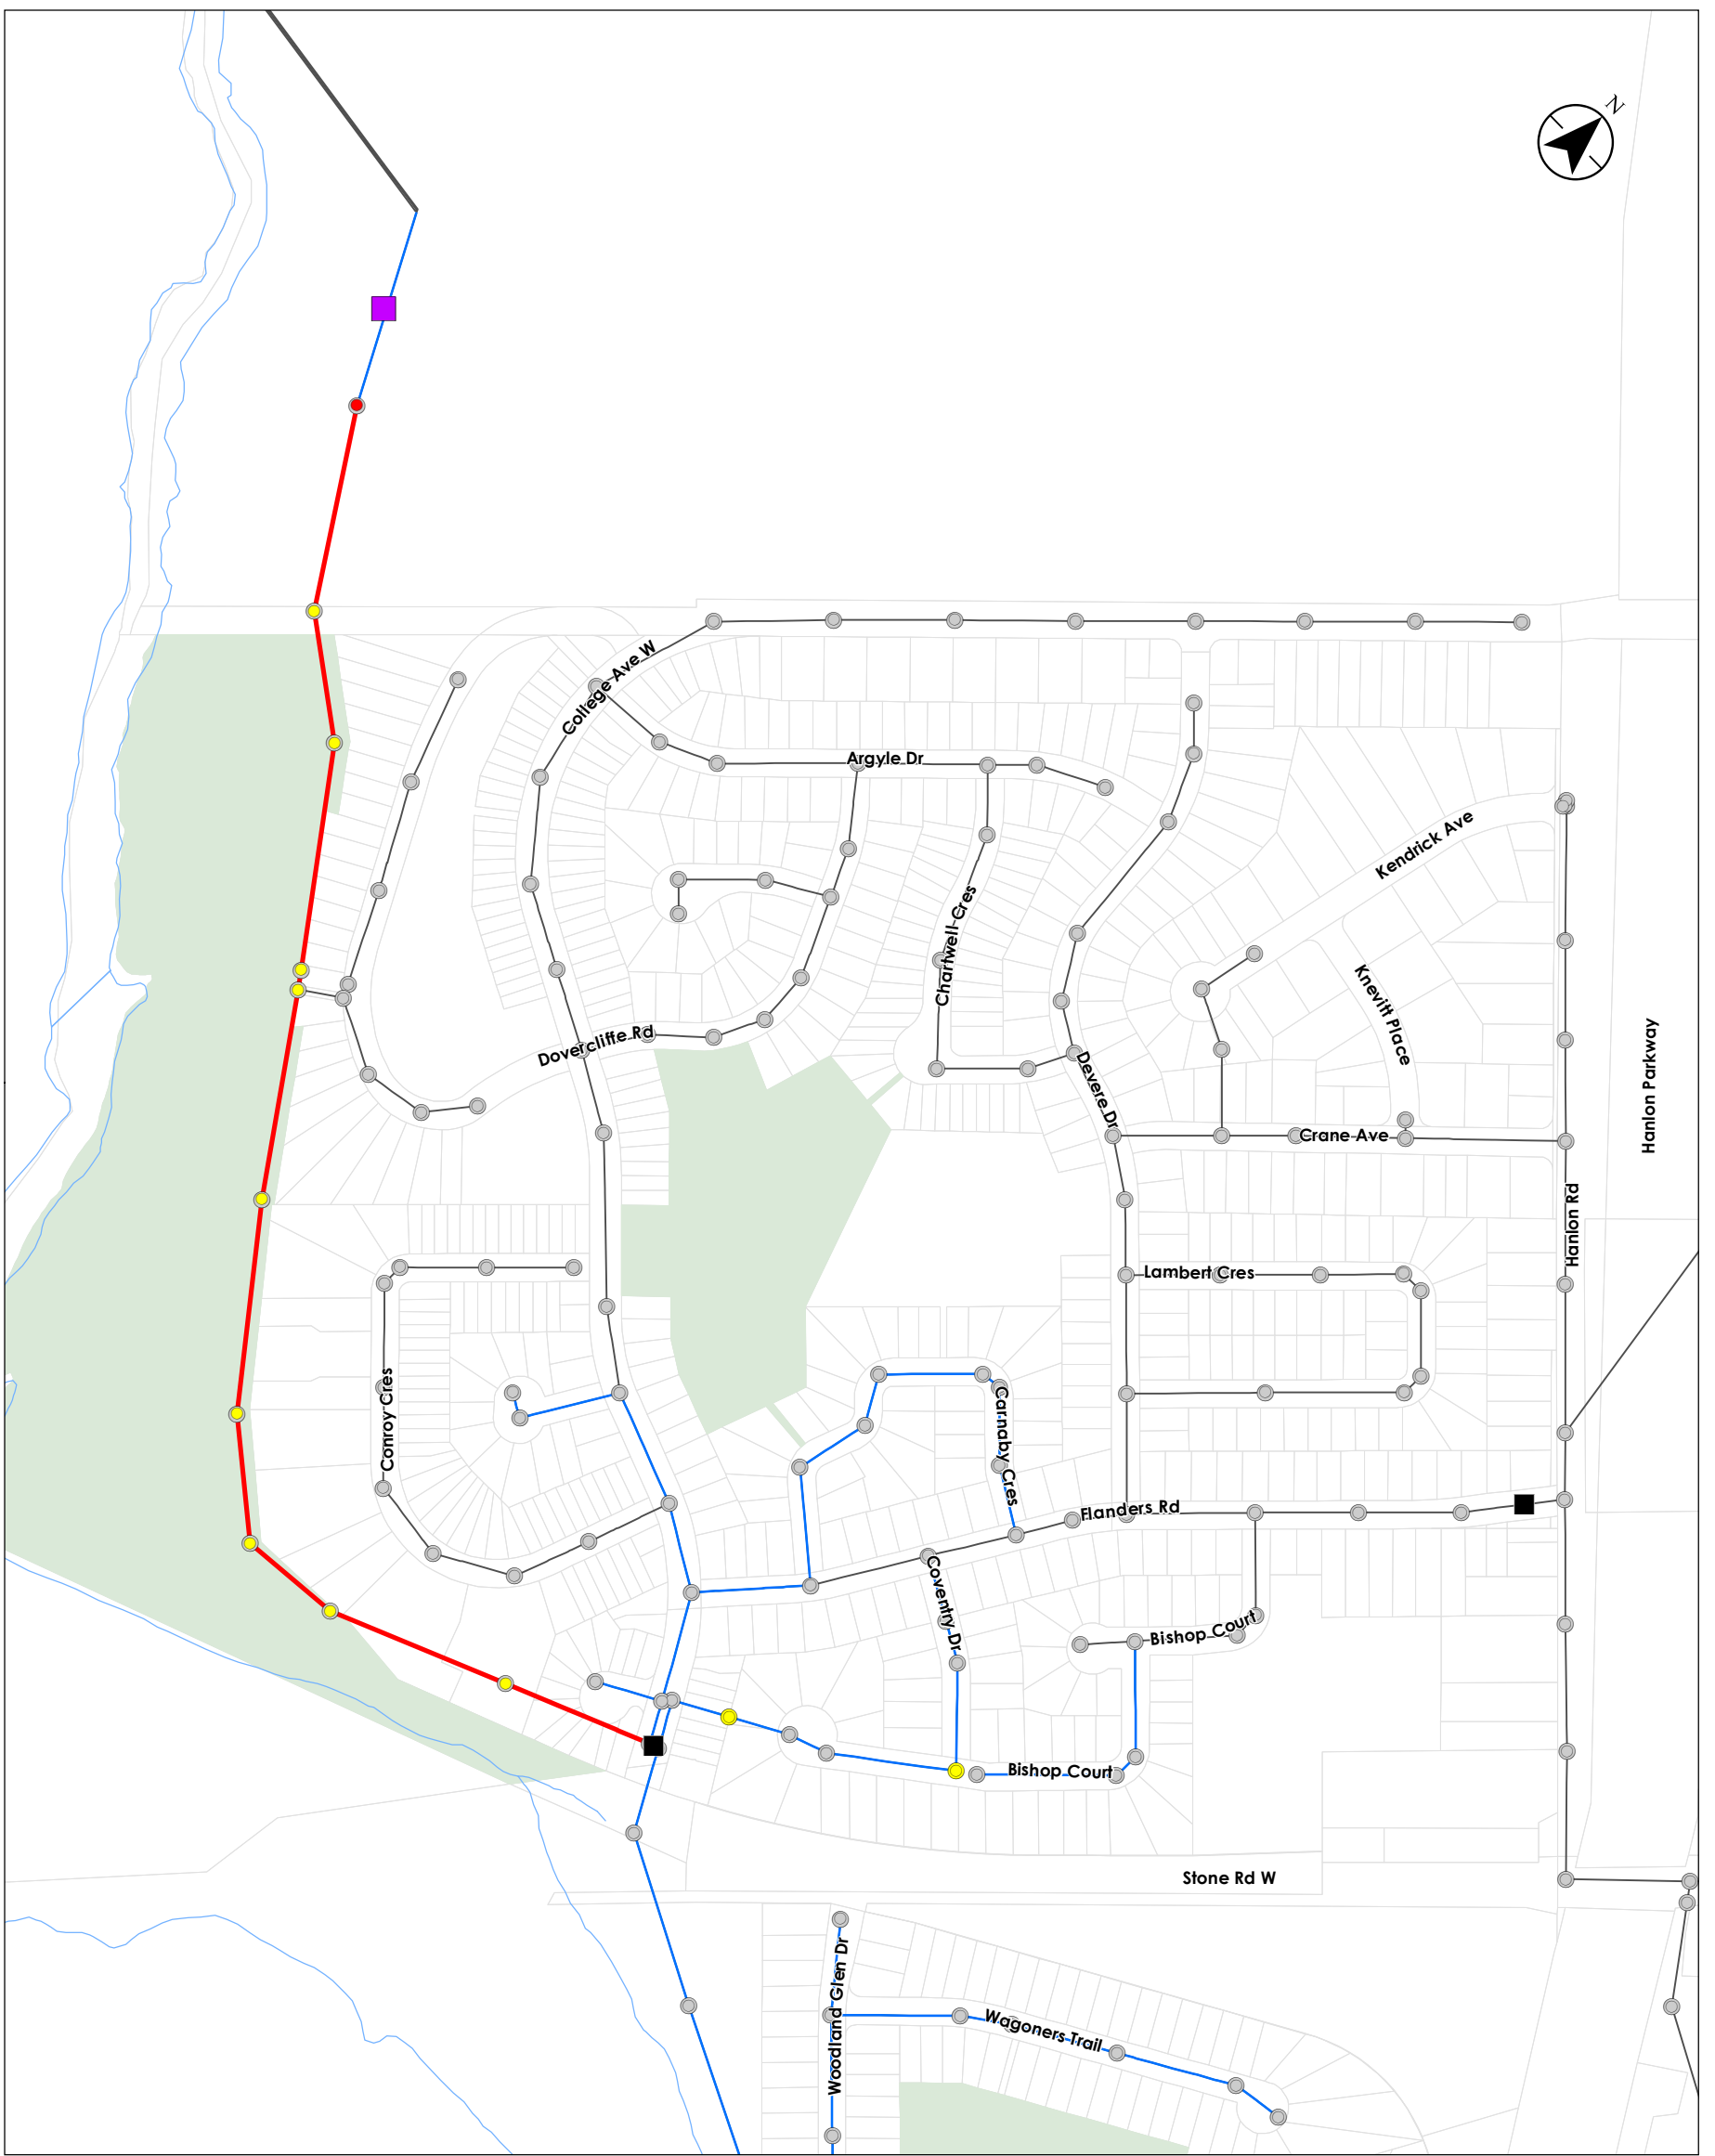 N
College Ave W
Argyle Dr
Kendrick Ave
Chartwell Cres
Knevitt Place
Dovercliffe Rd
Devere Dr
Hanlon Parkway
Crane Ave
Hanlon Rd
Lambert Cres
Conroy Cres
Carnaby Cres
Flanders Rd
Coventry Dr
Bishop Court
Bishop Court
Stone Rd W
Woodland Glen Dr
Wagoners Trail